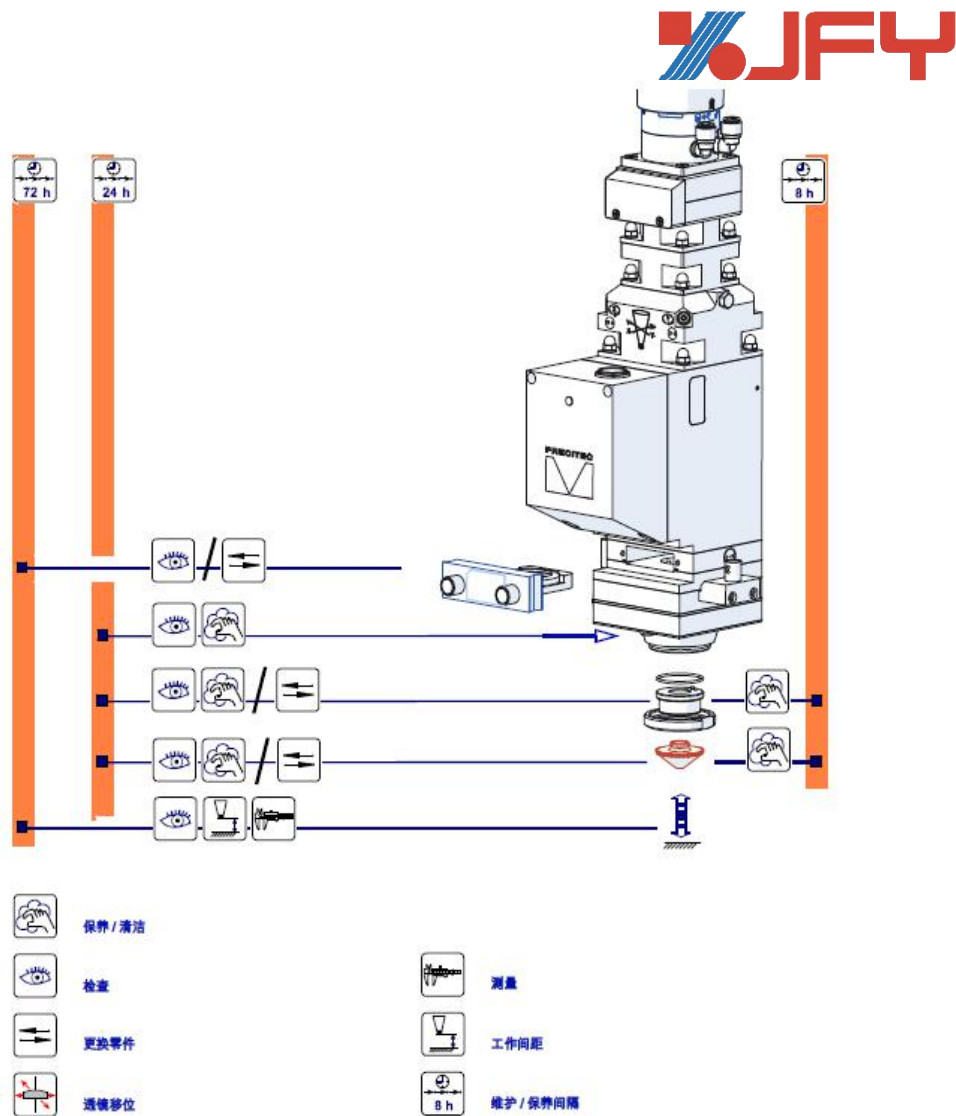 JFY
72 h
24 h
8 h
PRECITEC
保养 / 清洁
检查
测量
更换零件
工作间距
透镜移位
8 h
维护 / 保养间隔